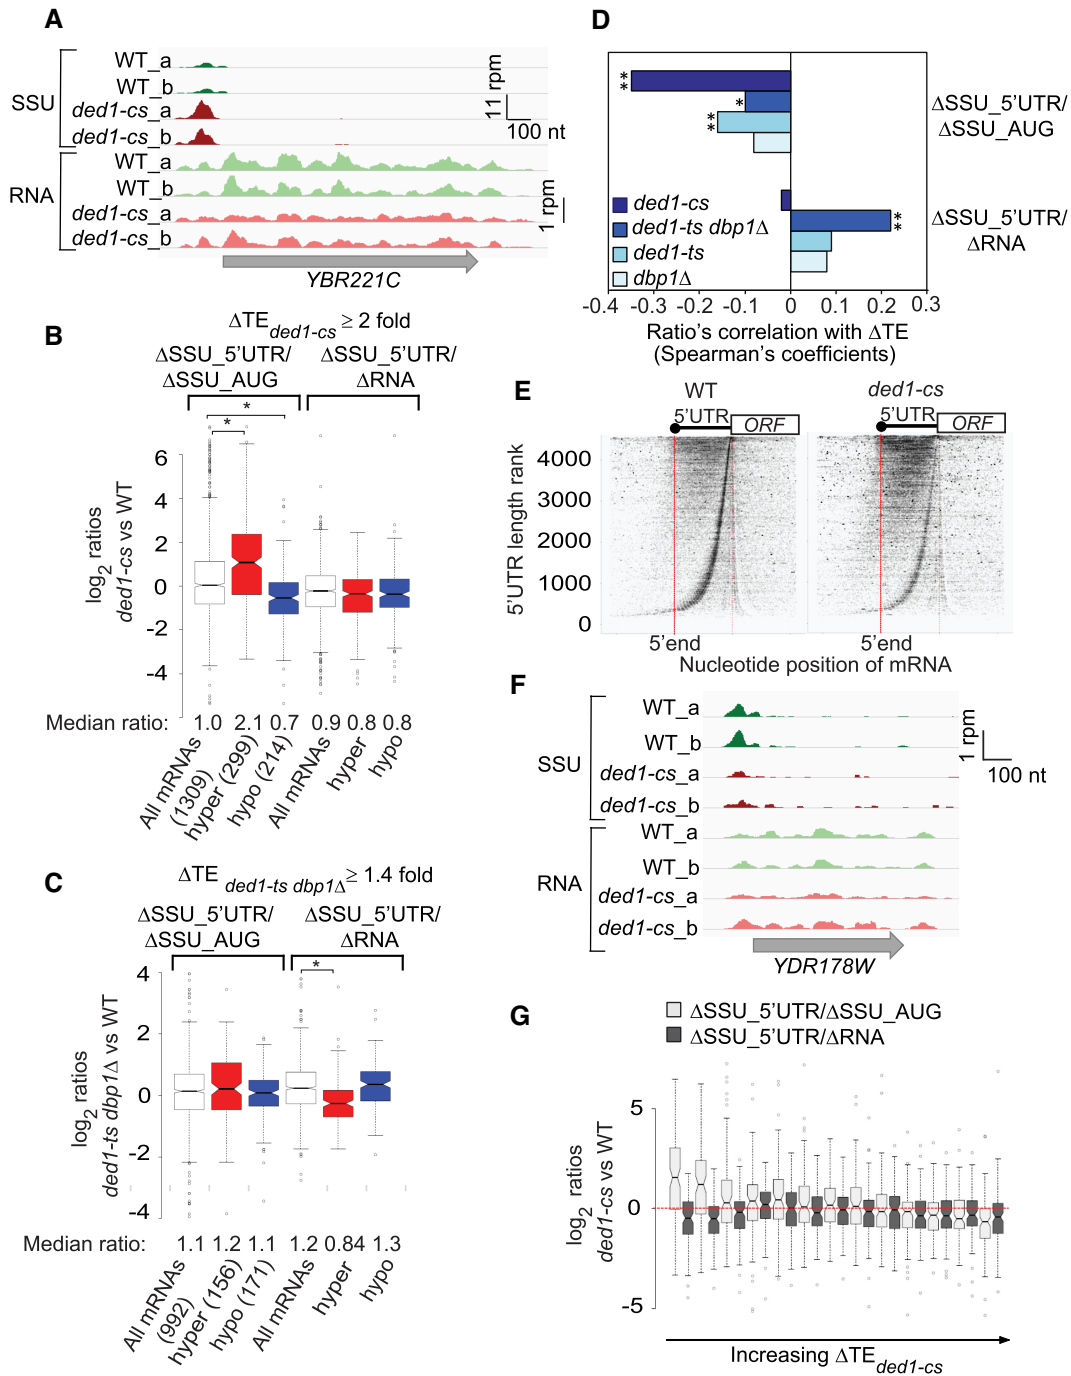 A
SSU
WT_a
WT_b
ded1-cs_a
ded1-cs_b
RNA
WT_a
WT_b
ded1-cs_a
ded1-cs_b
11 rpm
100 nt
1 rpm
YBR221C
B
ΔTE ded1-cs ≥ 2 fold
ΔSSU_5'UTR/
ΔSSU_AUG
ΔSSU_5'UTR/
ΔRNA
*
*
log2 ratios
ded1-cs vs WT
6
4
2
0
-2
-4
Median ratio:
1.0
2.1
0.7
0.9
0.8
0.8
All mRNAs
(1309)
hyper (299)
hypo (214)
All mRNAs
hyper
hypo
C
ΔTE ded1-ts dbp1Δ ≥ 1.4 fold
ΔSSU_5'UTR/
ΔSSU_AUG
ΔSSU_5'UTR/
ΔRNA
*
log2 ratios
ded1-ts dbp1Δ vs WT
4
2
0
-2
-4
Median ratio:
1.1
1.2
1.1
1.2
0.84
1.3
All mRNAs
(992)
hyper (156)
hypo (171)
All mRNAs
hyper
hypo
D
**
*
**
**
ΔSSU_5'UTR/
ΔSSU_AUG
ΔSSU_5'UTR/
ΔRNA
ded1-cs
ded1-ts dbp1Δ
ded1-ts
dbp1Δ
-0.4
-0.3
-0.2
-0.1
0
0.1
0.2
0.3
Ratio's correlation with ΔTE
(Spearman's coefficients)
E
WT
ded1-cs
5'UTR
ORF
5'UTR
ORF
5'UTR length rank
4000
3000
2000
1000
0
5'end
5'end
Nucleotide position of mRNA
F
SSU
WT_a
WT_b
ded1-cs_a
ded1-cs_b
RNA
WT_a
WT_b
ded1-cs_a
ded1-cs_b
1 rpm
100 nt
YDR178W
G
ΔSSU_5'UTR/ΔSSU_AUG
ΔSSU_5'UTR/ΔRNA
log2 ratios
ded1-cs vs WT
5
0
-5
Increasing ΔTE ded1-cs